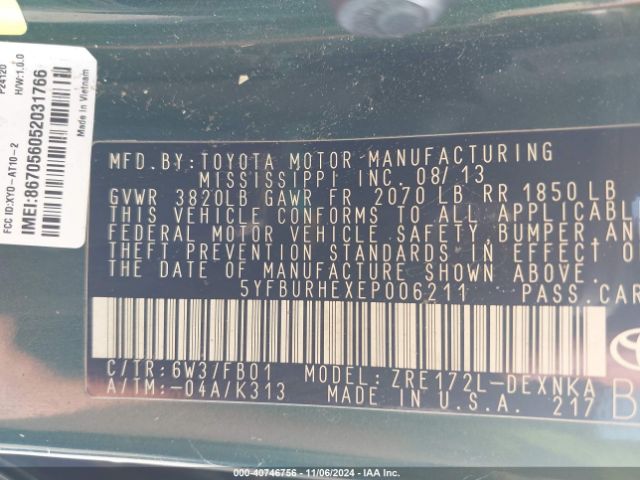 P24120
H/W:1.0.0
Made in Vietnam
IMEI:867056052031766
FCC ID:XYO-AT10-2
MFD.BY:TOYOTA MOTOR MANUFACTURING
MISSISSIPPI INC. 08/13
GVWR 3820LB GAWR FR 2070 LB RR 1850 LB
THIS VEHICLE CONFORMS TO ALL APPLICABLE
FEDERAL MOTOR VEHICLE SAFETY, BUMPER, AN
THEFT PREVENTION STANDARDS IN EFFECT O
THE DATE OF MANUFACTURE SHOWN ABOVE.
5YFBURHEXEP006211 PASS.CAR
C/TR:6W3/FB01 MODEL: ZRE172L-DEXNKA
A/TM:-04A/K313 MADE IN U.S.A. 217
B
00-40746756 - 11/06/2024 - IAA Inc.